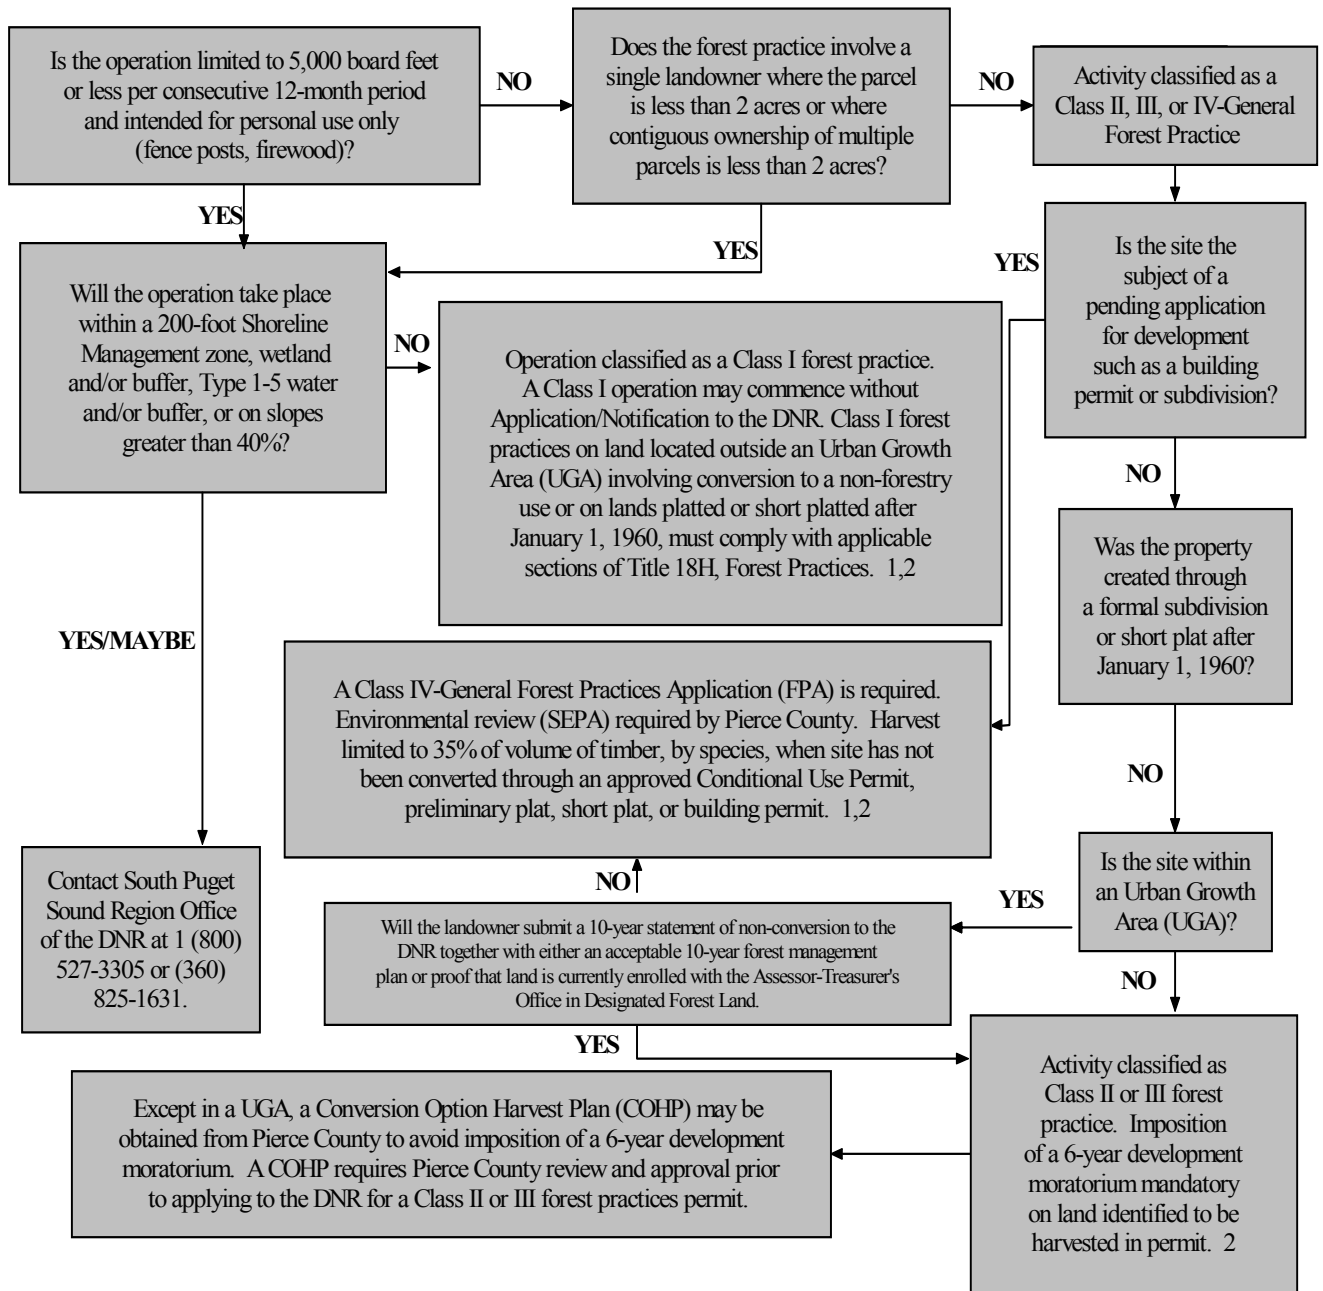 Is the operation limited to 5,000 board feet
or less per consecutive 12-month period
and intended for personal use only
(fence posts, firewood)?
NO
Does the forest practice involve a
single landowner where the parcel
is less than 2 acres or where
contiguous ownership of multiple
parcels is less than 2 acres?
NO
Activity classified as a
Class II, III, or IV-General
Forest Practice
YES
YES
YES
Is the site the
subject of a
pending application
for development
such as a building
permit or subdivision?
Will the operation take place
within a 200-foot Shoreline
Management zone, wetland
and/or buffer, Type 1-5 water
and/or buffer, or on slopes
greater than 40%?
NO
Operation classified as a Class I forest practice.
A Class I operation may commence without
Application/Notification to the DNR. Class I forest
practices on land located outside an Urban Growth
Area (UGA) involving conversion to a non-forestry
use or on lands platted or short platted after
January 1, 1960, must comply with applicable
sections of Title 18H, Forest Practices. 1,2
NO
Was the property
created through
a formal subdivision
or short plat after
January 1, 1960?
YES/MAYBE
A Class IV-General Forest Practices Application (FPA) is required.
Environmental review (SEPA) required by Pierce County. Harvest
limited to 35% of volume of timber, by species, when site has not
been converted through an approved Conditional Use Permit,
preliminary plat, short plat, or building permit. 1,2
NO
Is the site within
an Urban Growth
Area (UGA)?
Contact South Puget
Sound Region Office
of the DNR at 1 (800)
527-3305 or (360)
825-1631.
NO
YES
Will the landowner submit a 10-year statement of non-conversion to the
DNR together with either an acceptable 10-year forest management
plan or proof that land is currently enrolled with the Assessor-Treasurer's
Office in Designated Forest Land.
NO
YES
Activity classified as
Class II or III forest
practice. Imposition
of a 6-year development
moratorium mandatory
on land identified to be
harvested in permit. 2
Except in a UGA, a Conversion Option Harvest Plan (COHP) may be
obtained from Pierce County to avoid imposition of a 6-year development
moratorium. A COHP requires Pierce County review and approval prior
to applying to the DNR for a Class II or III forest practices permit.